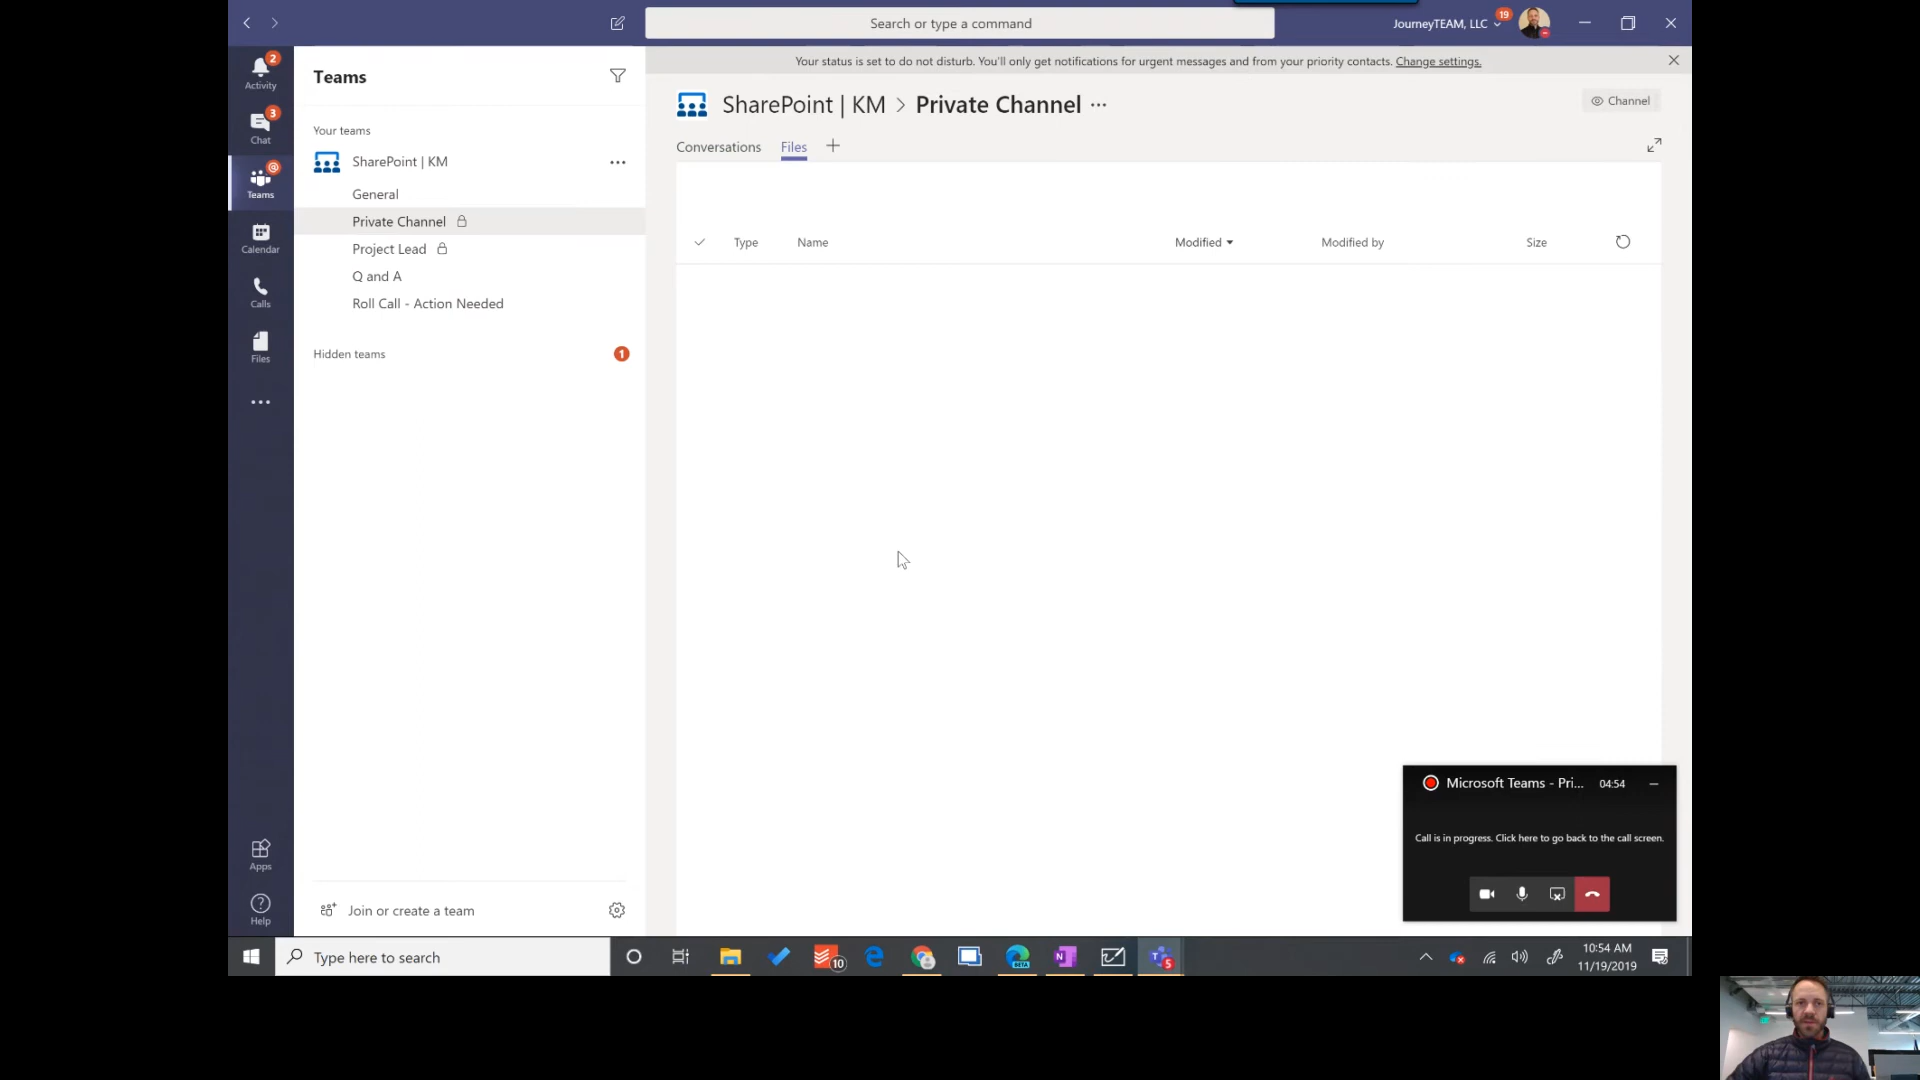 Search or type a command
JourneyTEAM, LLC
19
Your status is set to do not disturb. You'll only get notifications for urgent messages and from your priority contacts. Change settings.
2
Activity
3
Chat
@
Teams
Calendar
Calls
Files
Apps
Help
Teams
Your teams
SharePoint | KM
General
Private Channel
Project Lead
Q and A
Roll Call - Action Needed
Hidden teams
1
Join or create a team
SharePoint | KM > Private Channel
Channel
Conversations
Files
Type
Name
Modified
Modified by
Size
Microsoft Teams - Pri...
04:54
Call is in progress. Click here to go back to the call screen.
Type here to search
10
BETA
N
T
5
10:54 AM
11/19/2019